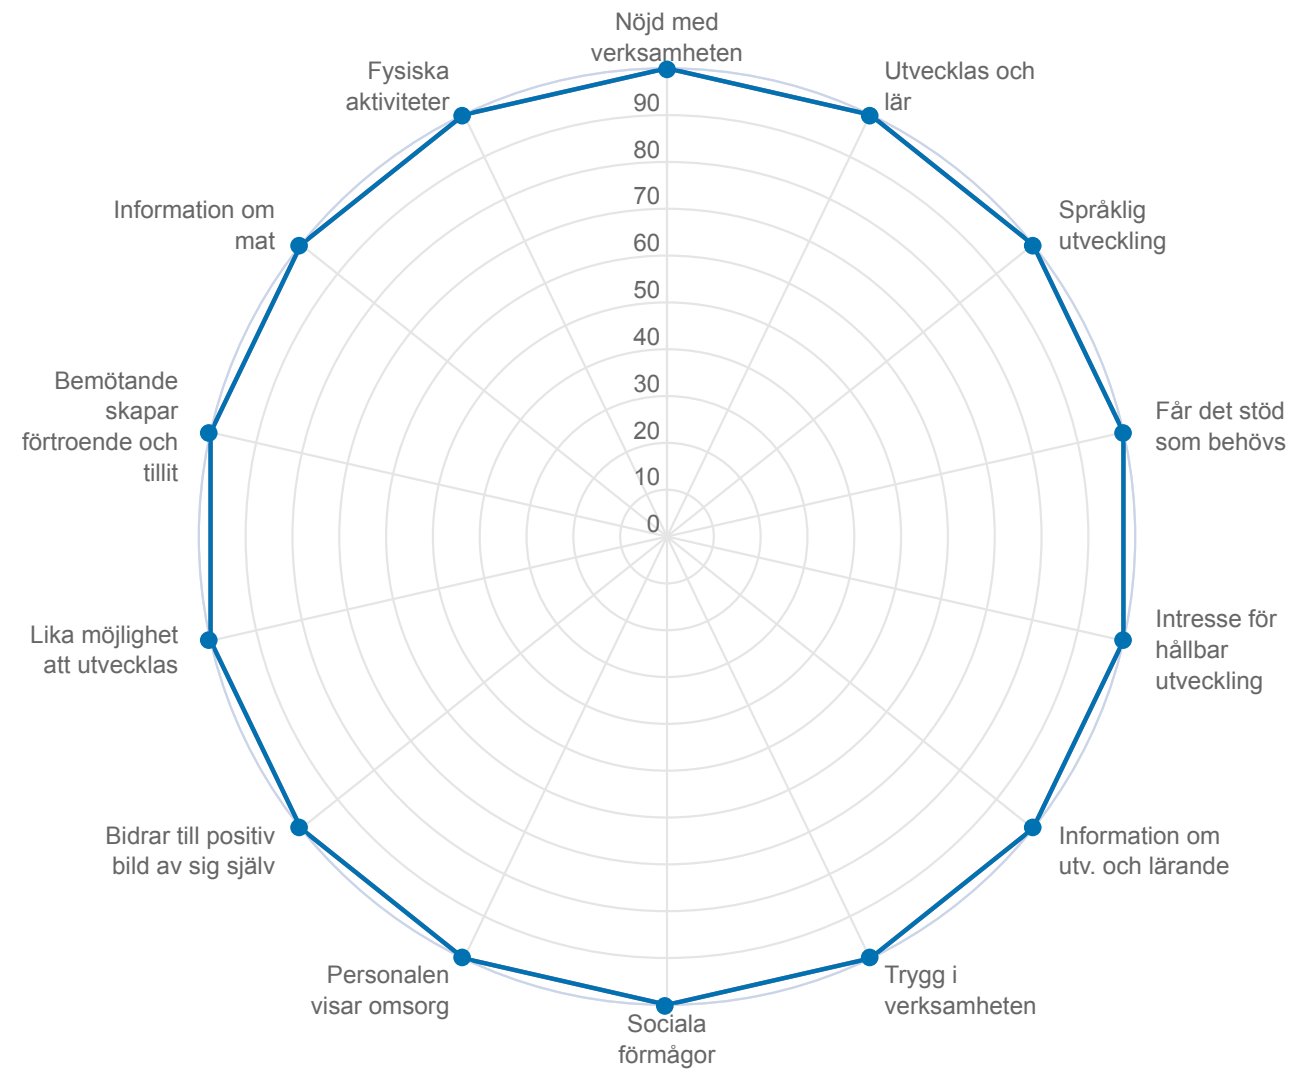 Nöjd med
verksamheten
Utvecklas och
lär
Språklig
utveckling
Får det stöd
som behövs
Intresse för
hållbar
utveckling
Information om
utv. och lärande
Trygg i
verksamheten
Sociala
förmågor
Personalen
visar omsorg
Bidrar till positiv
bild av sig själv
Lika möjlighet
att utvecklas
Bemötande
skapar
förtroende och
tillit
Information om
mat
Fysiska
aktiviteter
90
80
70
60
50
40
30
20
10
0